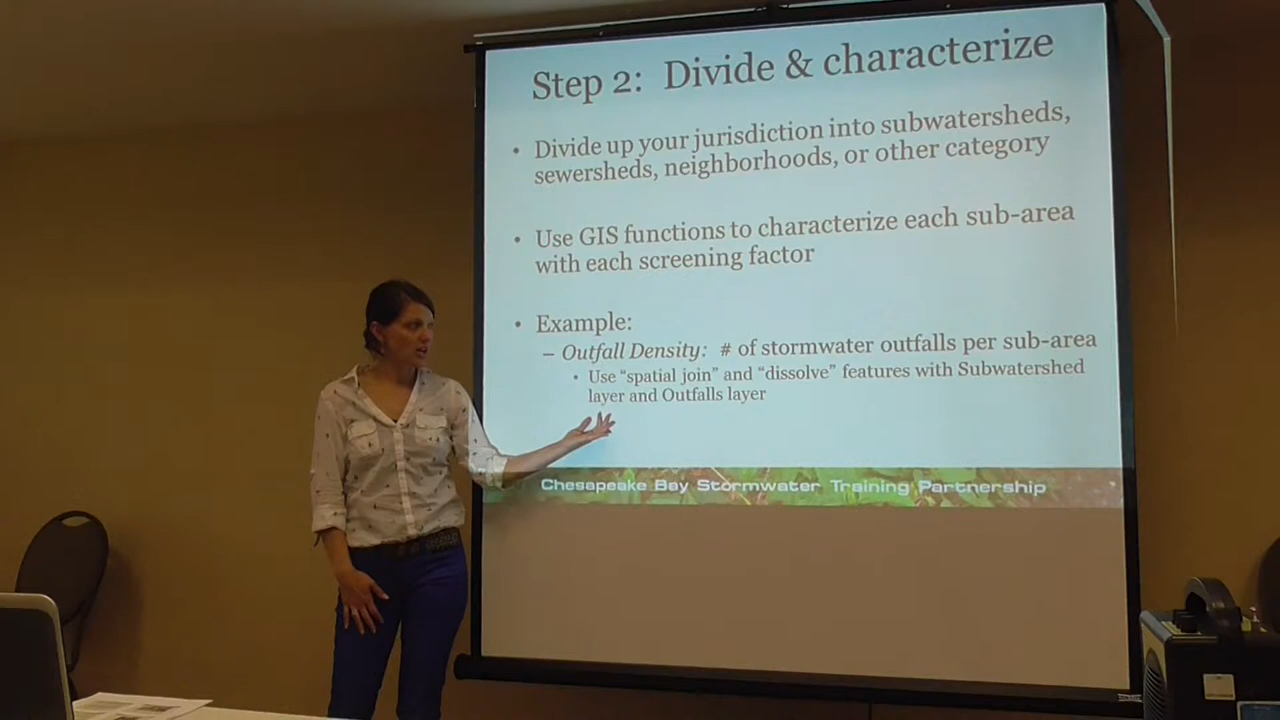 Step 2: Divide & characterize
• Divide up your jurisdiction into subwatersheds,
sewersheds, neighborhoods, or other category
• Use GIS functions to characterize each sub-area
with each screening factor
• Example:
– Outfall Density: # of stormwater outfalls per sub-area
• Use “spatial join” and “dissolve” features with Subwatershed
layer and Outfalls layer
Chesapeake Bay Stormwater Training Partnership